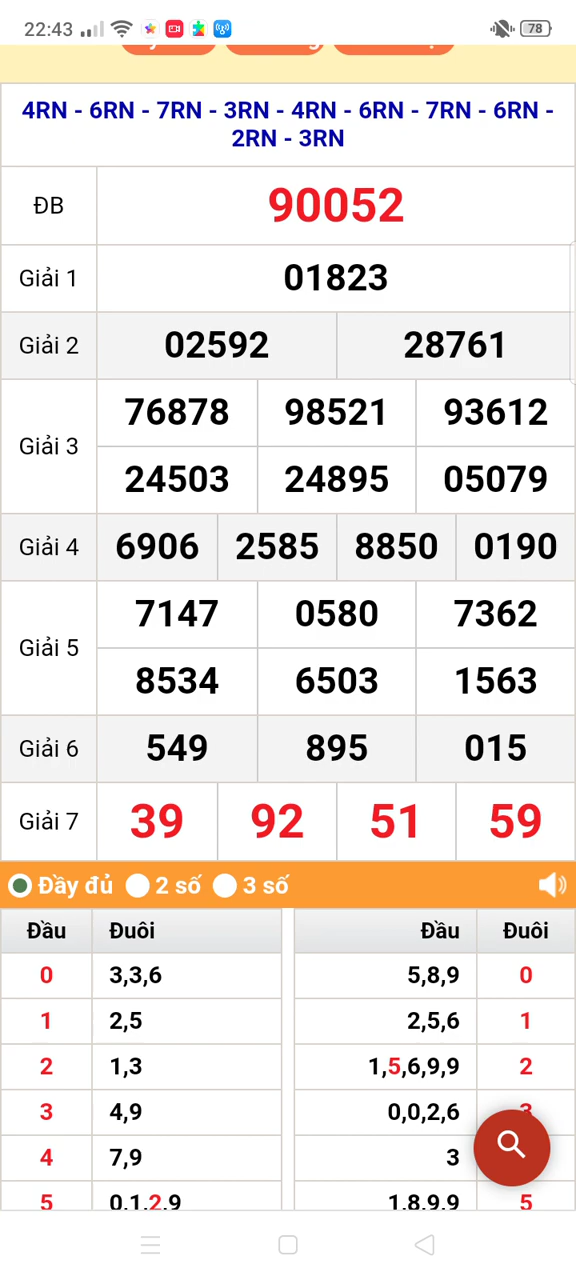 22:43 78
4RN - 6RN - 7RN - 3RN - 4RN - 6RN - 7RN - 6RN -
2RN - 3RN
ĐB 90052
Giải 1 01823
Giải 2 02592 28761
Giải 3 76878 98521 93612
24503 24895 05079
Giải 4 6906 2585 8850 0190
Giải 5 7147 0580 7362
8534 6503 1563
Giải 6 549 895 015
Giải 7 39 92 51 59
Đầy đủ 2 số 3 số
Đầu Đuôi Đầu Đuôi
0 3,3,6 5,8,9 0
1 2,5 2,5,6 1
2 1,3 1,5,6,9,9 2
3 4,9 0,0,2,6 3
4 7,9 3
5 0,1,2,9 1,8,9,9 5